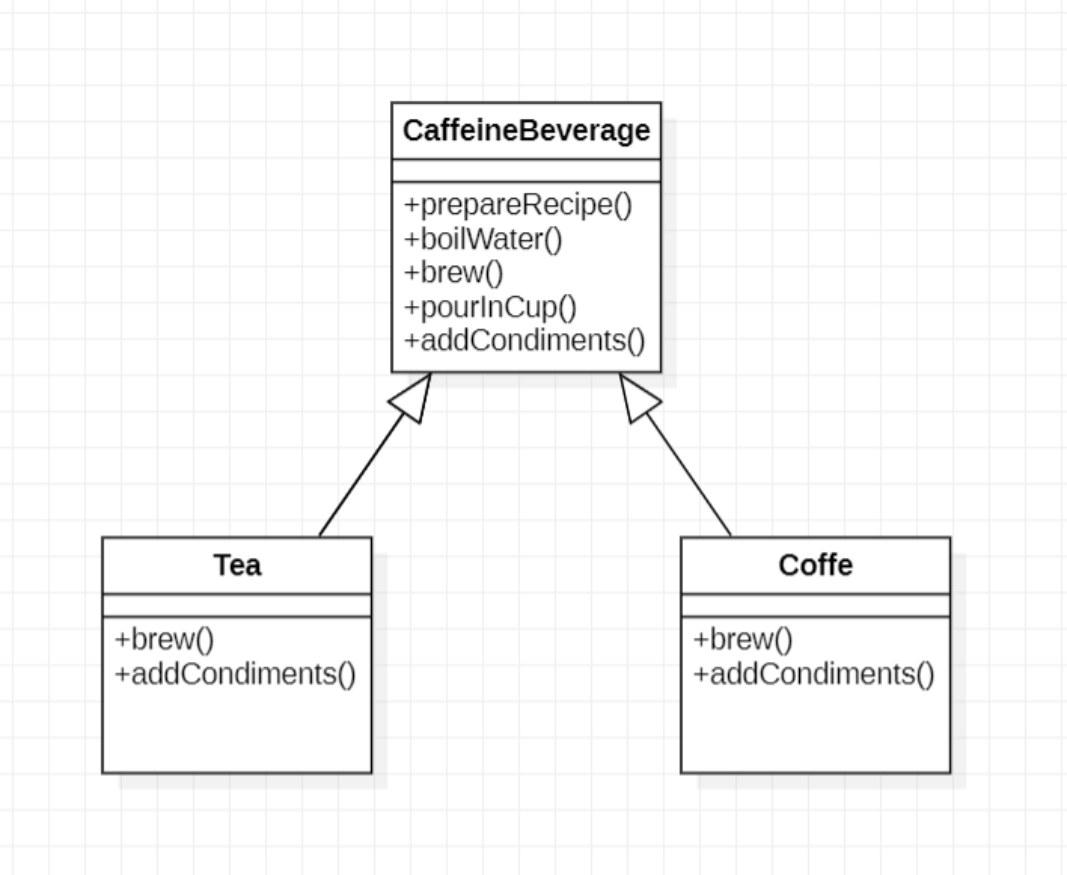 CaffeineBeverage
+prepareRecipe()
+boilWater()
+brew()
+pourInCup()
+addCondiments()
Tea
+brew()
+addCondiments()
Coffe
+brew()
+addCondiments()